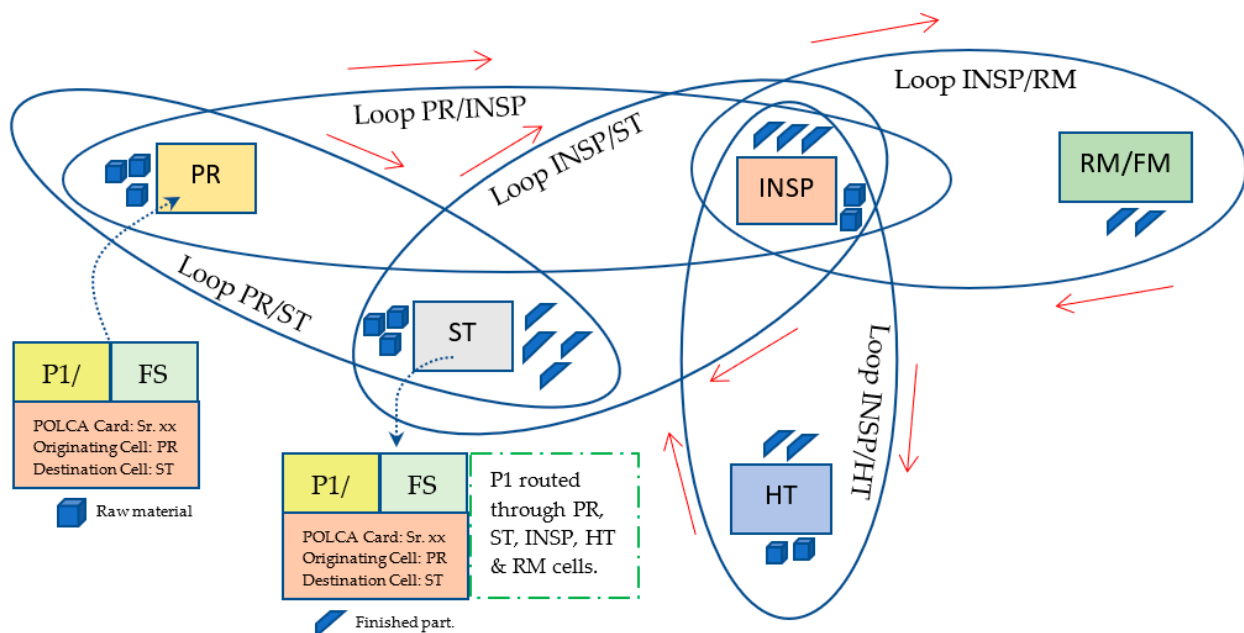 Loop PR/INSP
Loop INSP/RM
Loop INSP/ST
PR
INSP
RM/FM
Loop PR/ST
ST
Loop INSP/HT
HT
P1/
FS
POLCA Card: Sr. xx
Originating Cell: PR
Destination Cell: ST
Raw material
P1/
FS
POLCA Card: Sr. xx
Originating Cell: PR
Destination Cell: ST
P1 routed
through PR,
ST, INSP, HT
& RM cells.
Finished part.